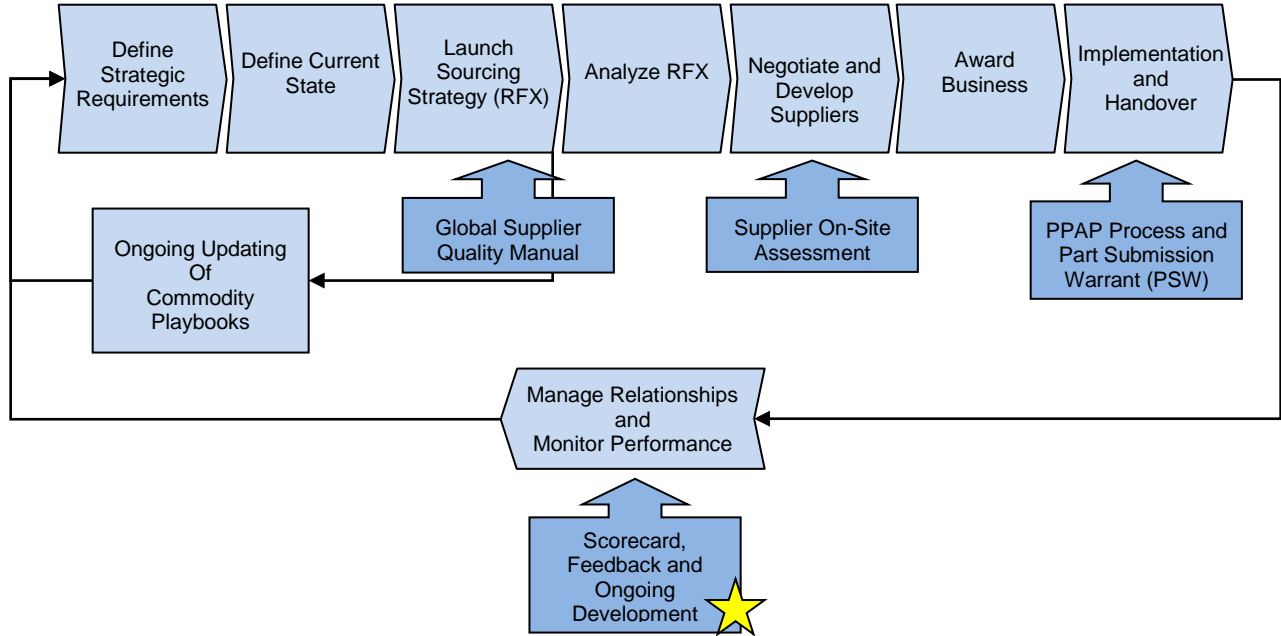 Define
Strategic
Requirements
Define Current
State
Launch
Sourcing
Strategy (RFX)
Analyze RFX
Negotiate and
Develop
Suppliers
Award
Business
Implementation
and
Handover
Global Supplier
Quality Manual
Supplier On-Site
Assessment
PPAP Process and
Part Submission
Warrant (PSW)
Ongoing Updating
Of
Commodity
Playbooks
Manage Relationships
and
Monitor Performance
Scorecard,
Feedback and
Ongoing
Development